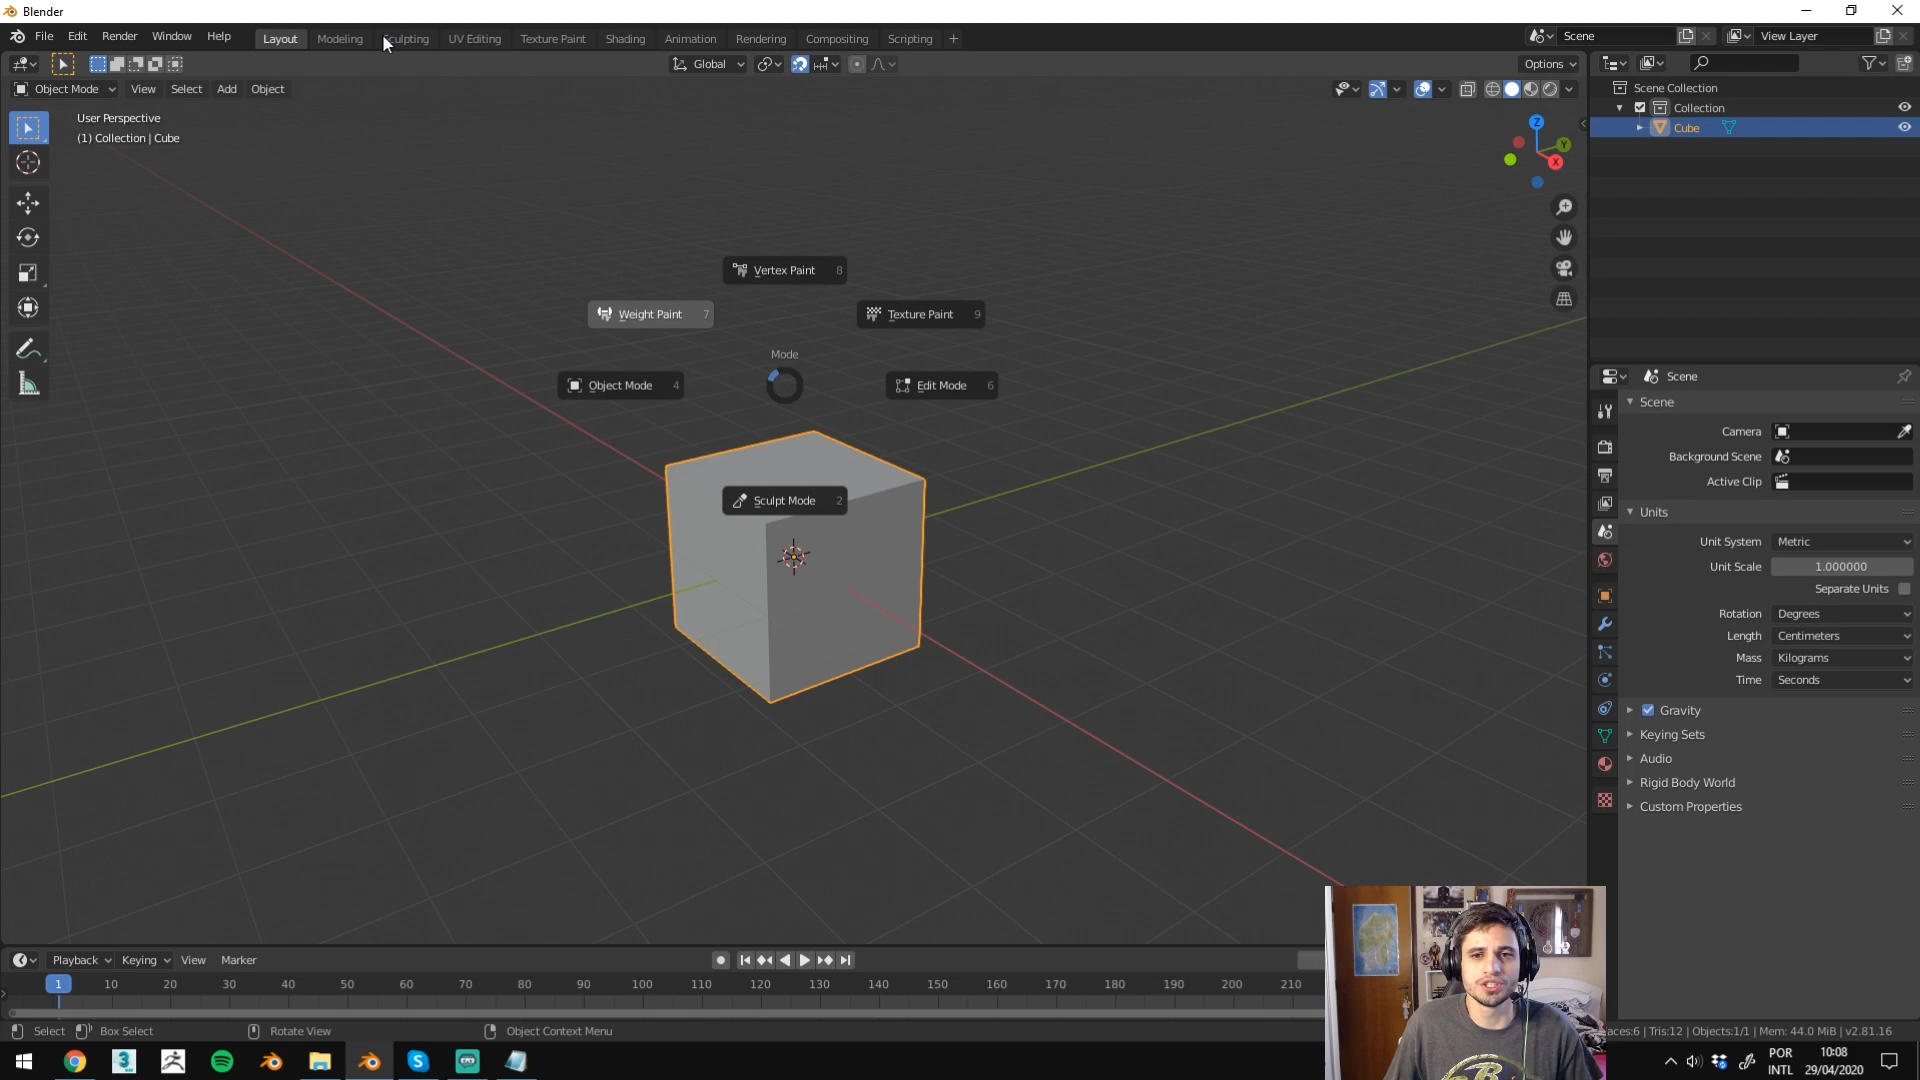 Blender
File Edit Render Window Help Layout Modeling Sculpting UV Editing Texture Paint Shading Animation Rendering Compositing Scripting + Scene View Layer
Global Options
Object Mode View Select Add Object
User Perspective
(1) Collection | Cube
Scene Collection
Collection
Cube
Z
Y
X
Vertex Paint 8
Weight Paint 7
Texture Paint 9
Mode
Object Mode 4
Edit Mode 6
Sculpt Mode 2
Scene
Scene
Camera
Background Scene
Active Clip
Units
Unit System Metric
Unit Scale 1.000000
Separate Units
Rotation Degrees
Length Centimeters
Mass Kilograms
Time Seconds
Gravity
Keying Sets
Audio
Rigid Body World
Custom Properties
Playback Keying View Marker
1 10 20 30 40 50 60 70 80 90 100 110 120 130 140 150 160 170 180 190 200 210
Select Box Select Rotate View Object Context Menu
aces:6 | Tris:12 | Objects:1/1 | Mem: 44.0 MiB | v2.81.16
POR
INTL
10:08
29/04/2020